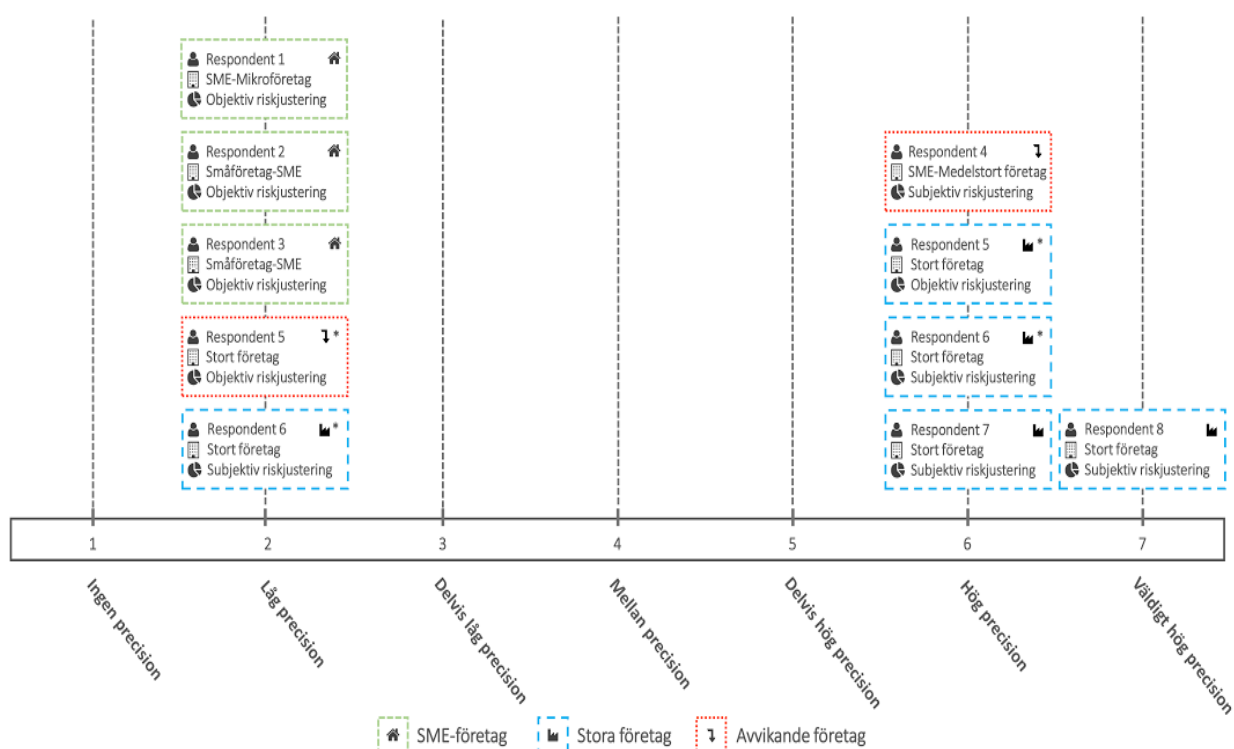 Respondent 1
SME-Mikroföretag
Objektiv riskjustering
Respondent 2
Småföretag-SME
Objektiv riskjustering
Respondent 3
Småföretag-SME
Objektiv riskjustering
Respondent 5 *
Stort företag
Objektiv riskjustering
Respondent 6 *
Stort företag
Subjektiv riskjustering
Respondent 4
SME-Medelstort företag
Subjektiv riskjustering
Respondent 5 *
Stort företag
Objektiv riskjustering
Respondent 6 *
Stort företag
Subjektiv riskjustering
Respondent 7
Stort företag
Subjektiv riskjustering
Respondent 8
Stort företag
Subjektiv riskjustering
1 2 3 4 5 6 7
Ingen precision
Låg precision
Delvis låg precision
Mellan precision
Delvis hög precision
Hög precision
Väldigt hög precision
SME-företag
Stora företag
Avvikande företag